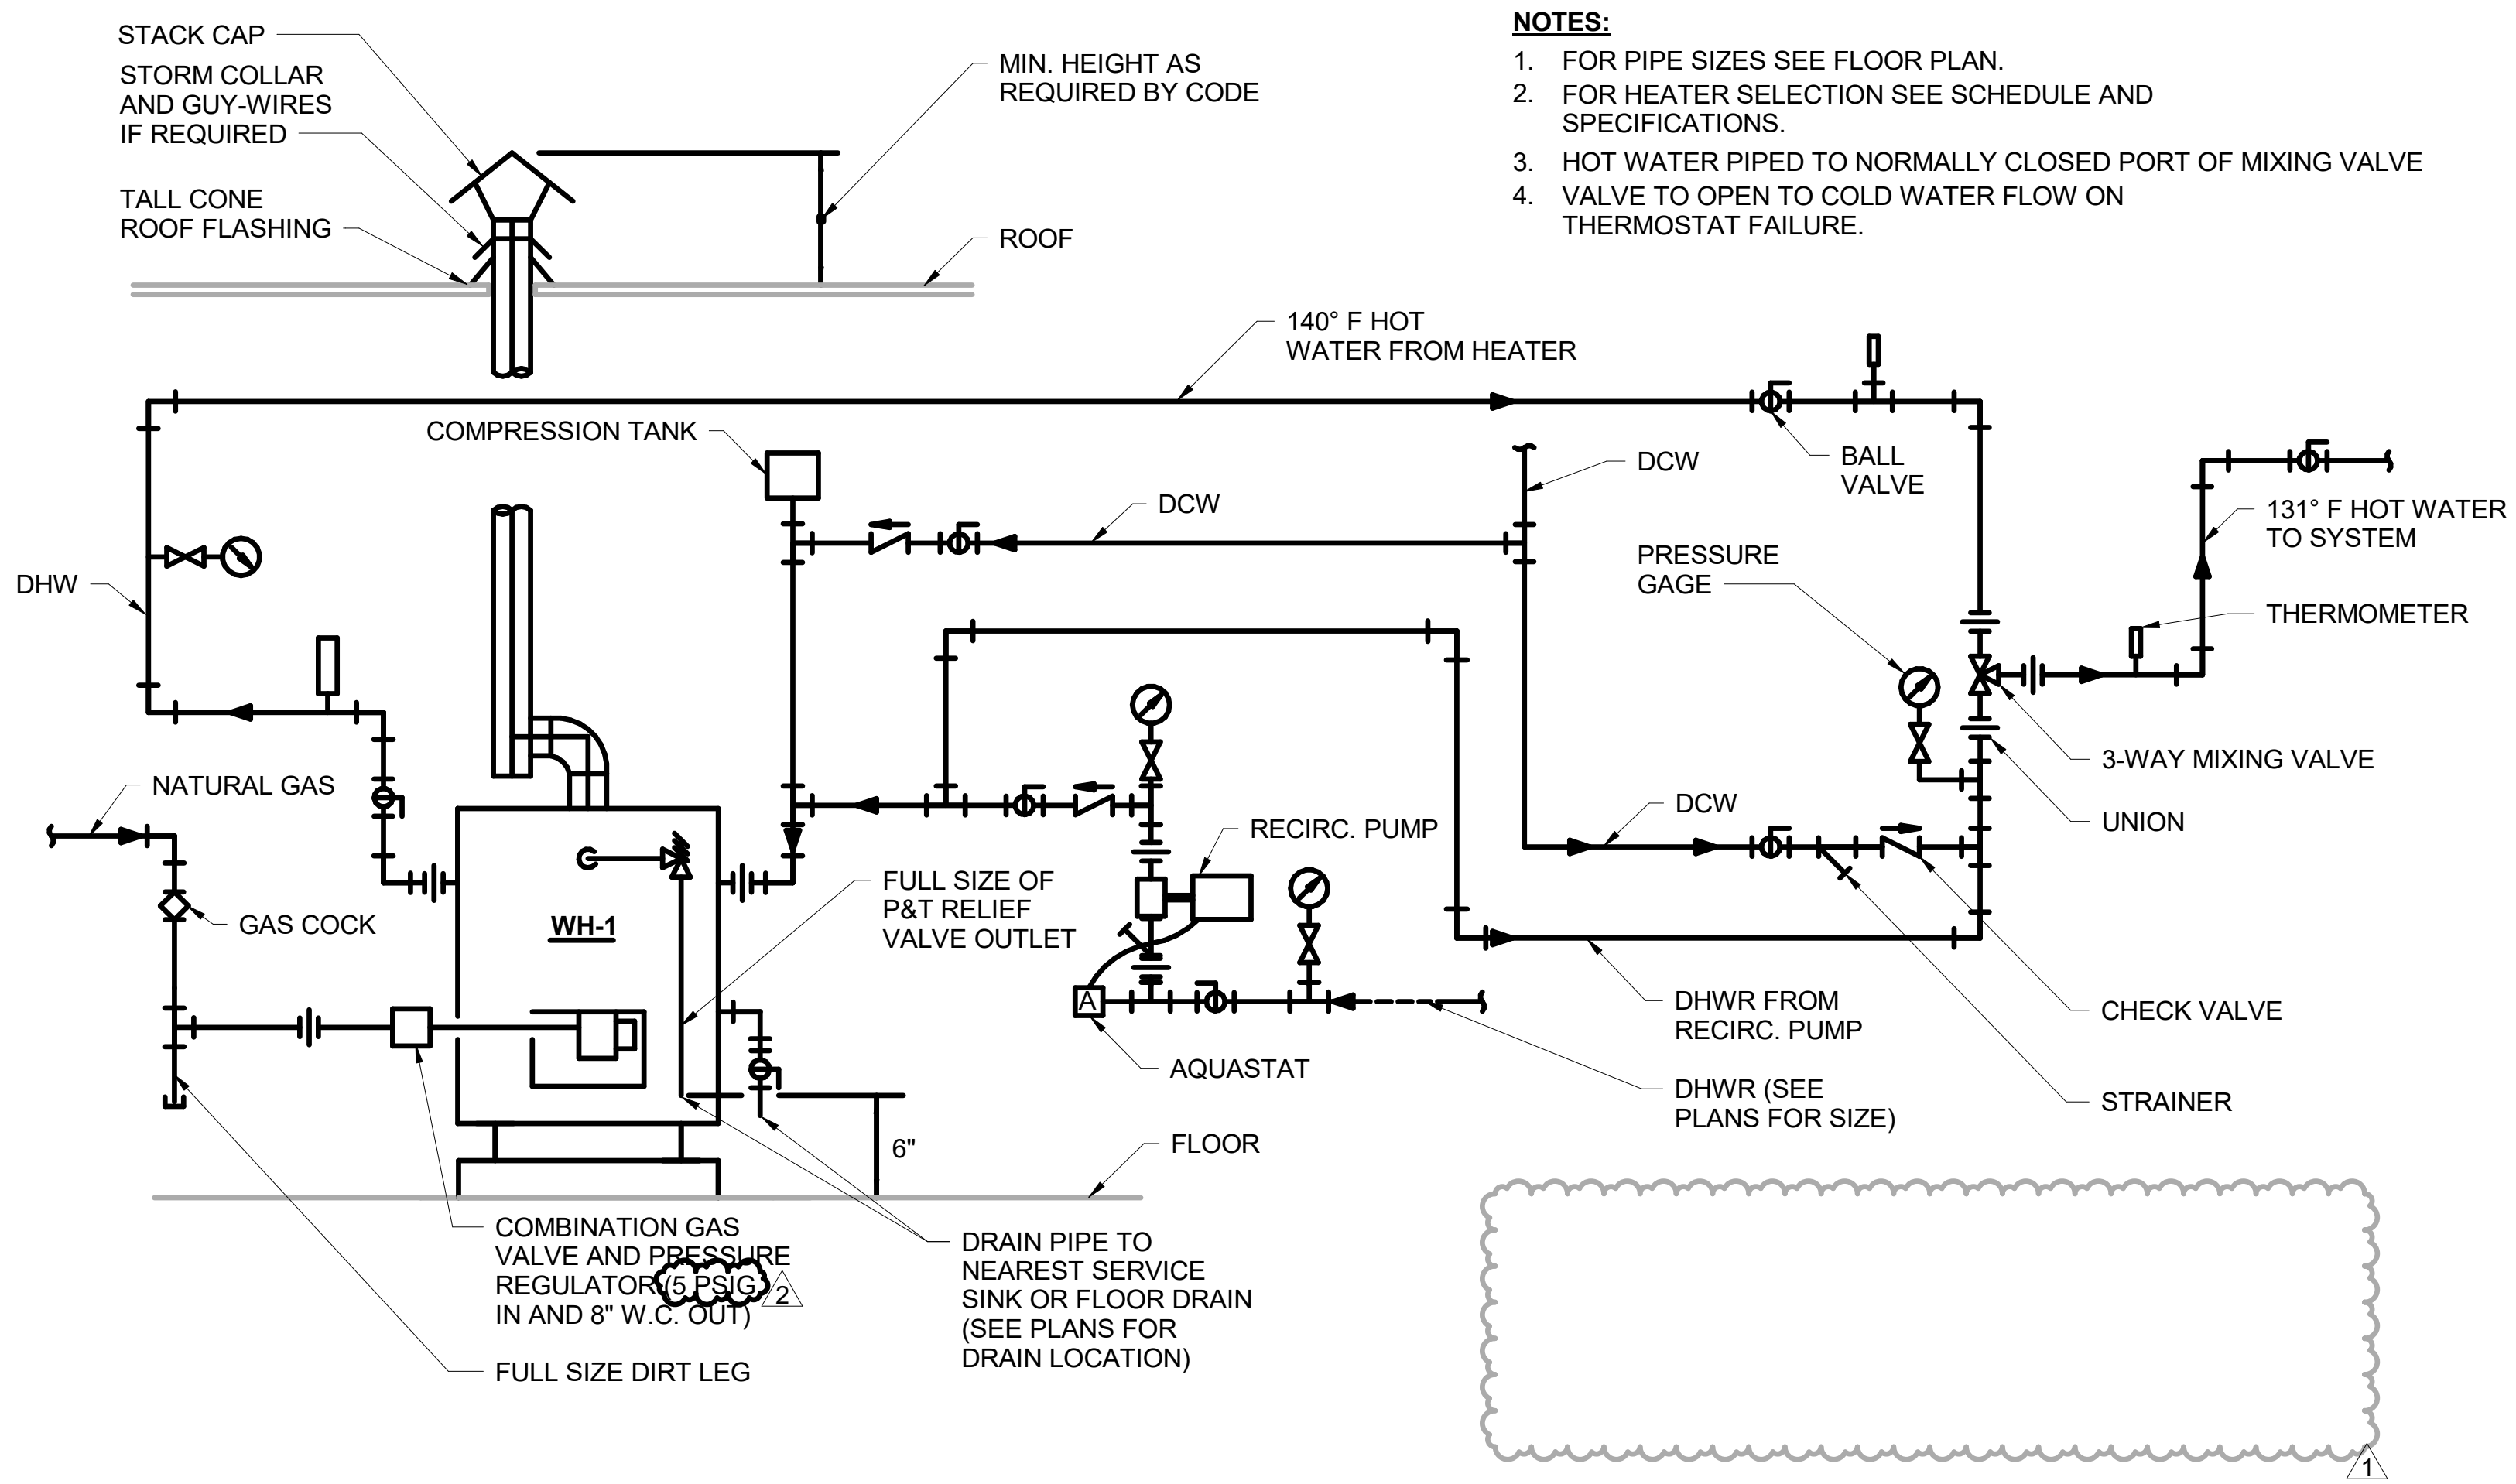 STACK CAP
STORM COLLAR
AND GUY-WIRES
IF REQUIRED
TALL CONE
ROOF FLASHING
MIN. HEIGHT AS
REQUIRED BY CODE
ROOF
NOTES:
1. FOR PIPE SIZES SEE FLOOR PLAN.
2. FOR HEATER SELECTION SEE SCHEDULE AND
SPECIFICATIONS.
3. HOT WATER PIPED TO NORMALLY CLOSED PORT OF MIXING VALVE
4. VALVE TO OPEN TO COLD WATER FLOW ON
THERMOSTAT FAILURE.
140° F HOT
WATER FROM HEATER
COMPRESSION TANK
DCW
DCW
BALL
VALVE
131° F HOT WATER
TO SYSTEM
PRESSURE
GAGE
DHW
THERMOMETER
NATURAL GAS
3-WAY MIXING VALVE
DCW
UNION
RECIRC. PUMP
GAS COCK
WH-1
FULL SIZE OF
P&T RELIEF
VALVE OUTLET
A
DHWR FROM
RECIRC. PUMP
CHECK VALVE
AQUASTAT
DHWR (SEE
PLANS FOR SIZE)
STRAINER
6"
FLOOR
COMBINATION GAS
VALVE AND PRESSURE
REGULATOR (5 PSIG
IN AND 8" W.C. OUT)
2
FULL SIZE DIRT LEG
DRAIN PIPE TO
NEAREST SERVICE
SINK OR FLOOR DRAIN
(SEE PLANS FOR
DRAIN LOCATION)
1